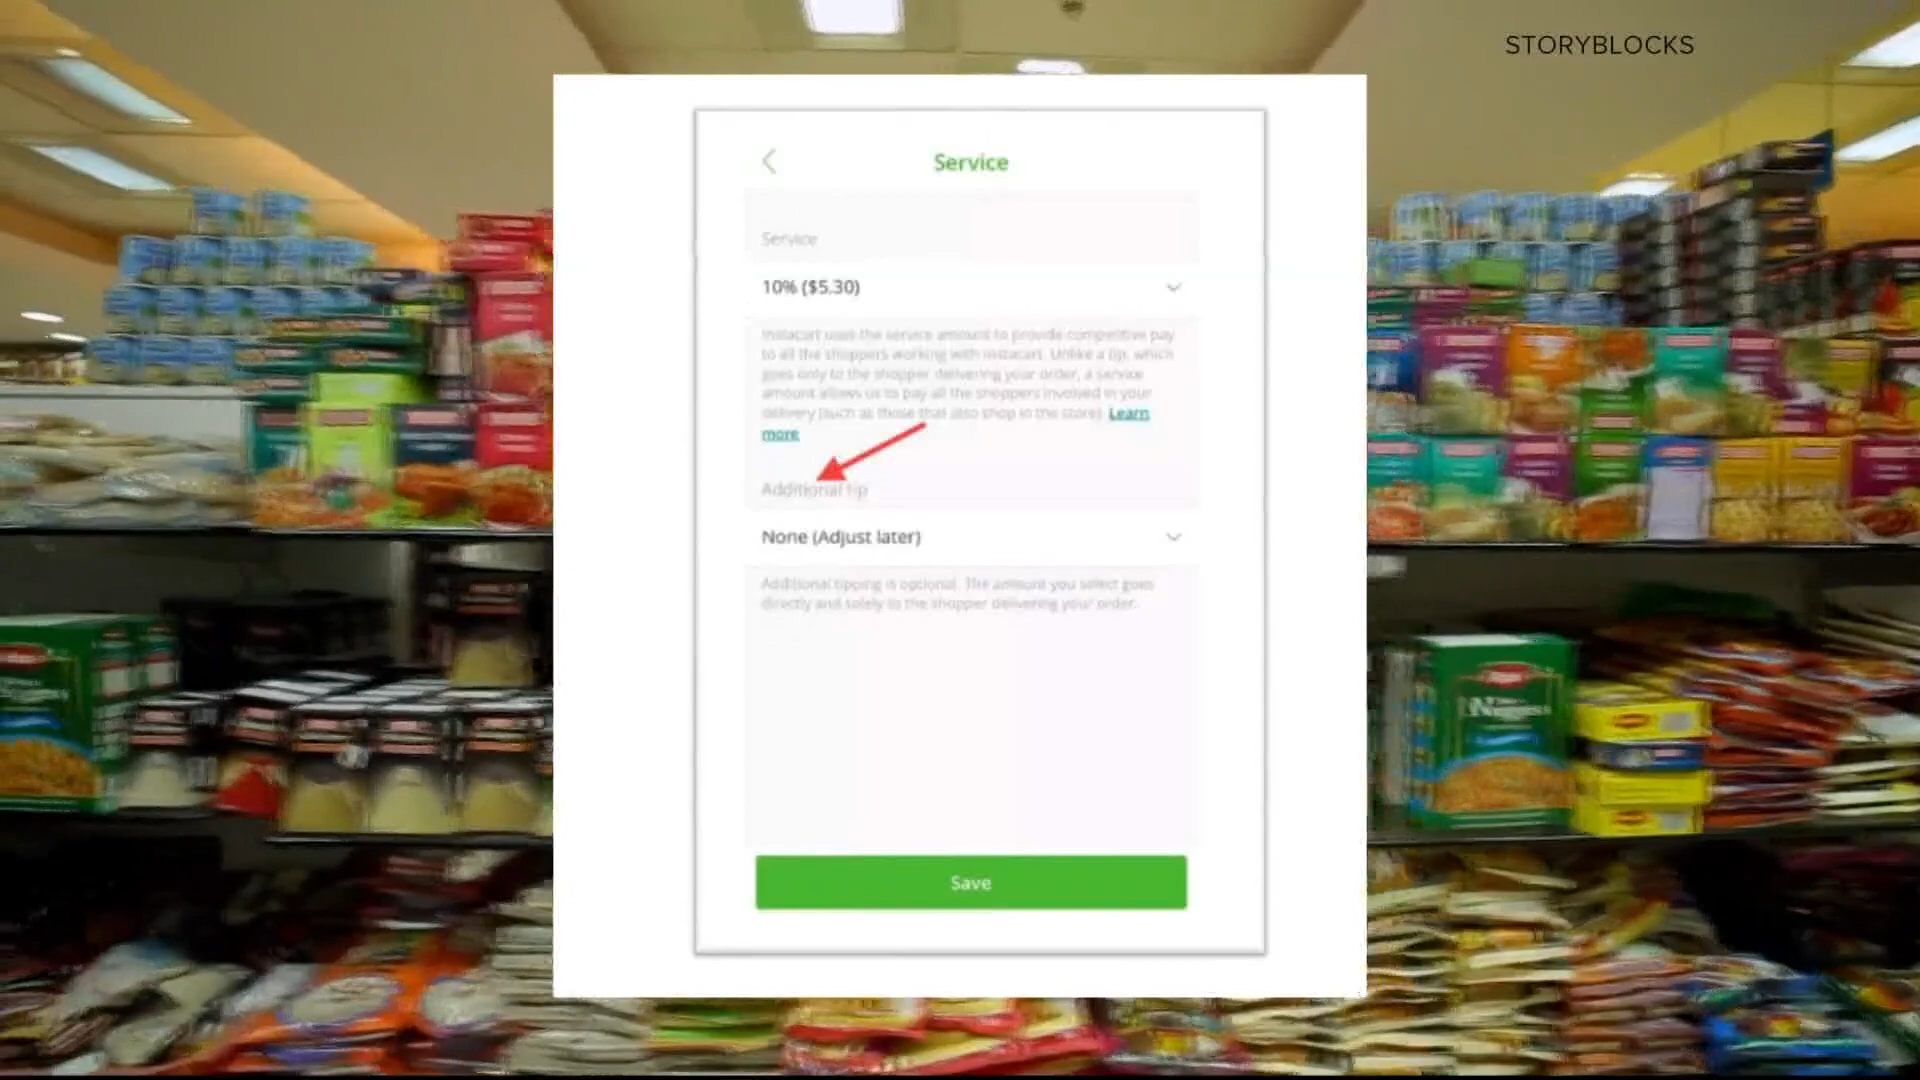 STORYBLOCKS
Service
Service
10% ($5.30)
Instacart uses the service amount to provide competitive pay
to all the shoppers working with Instacart. Unlike a tip, which
goes only to the shopper delivering your order, a service
amount allows us to pay all the shoppers involved in your
delivery (such as those that also shop in the store). Learn
more
Additional tip
None (Adjust later)
Additional tipping is optional. The amount you select goes
directly and solely to the shopper delivering your order.
Save